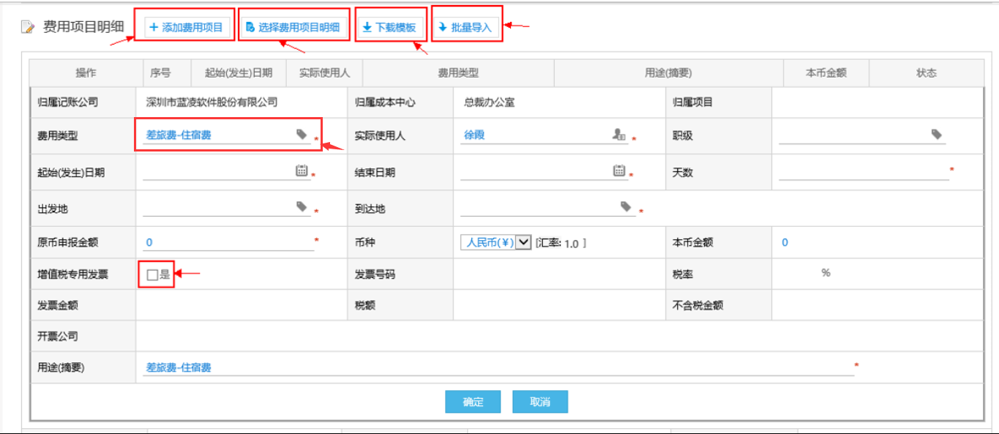 费用项目明细 添加费用项目 选择费用项目明细 下载模板 批量导入
操作 序号 起始(发生)日期 实际使用人 费用类型 用途(摘要) 本币金额 状态
归属记账公司 深圳市蓝凌软件股份有限公司 归属成本中心 总裁办公室 归属项目
费用类型 差旅费-住宿费 * 实际使用人 徐霞 * 职级
起始(发生)日期 * 结束日期 * 天数 *
出发地 * 到达地 *
原币申报金额 0 * 币种 人民币(¥) [汇率: 1.0 ] 本币金额 0
增值税专用发票 是 发票号码 税率 %
发票金额 税额 不含税金额
开票公司
用途(摘要) 差旅费-住宿费 *
确定 取消